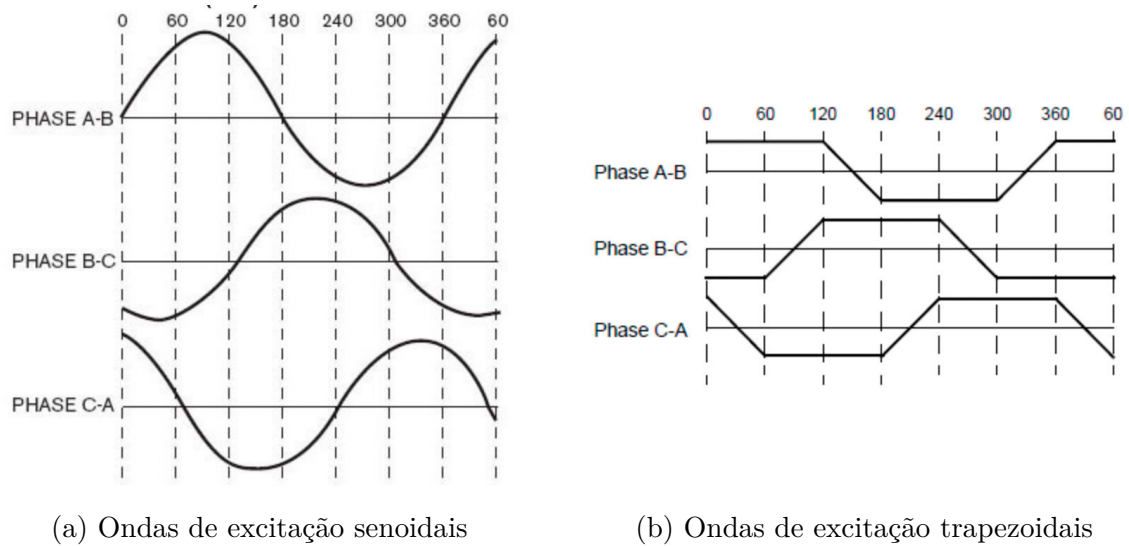 0 60 120 180 240 300 360 60
PHASE A-B
PHASE B-C
PHASE C-A
0 60 120 180 240 300 360 60
Phase A-B
Phase B-C
Phase C-A
(a) Ondas de excitação senoidais
(b) Ondas de excitação trapezoidais